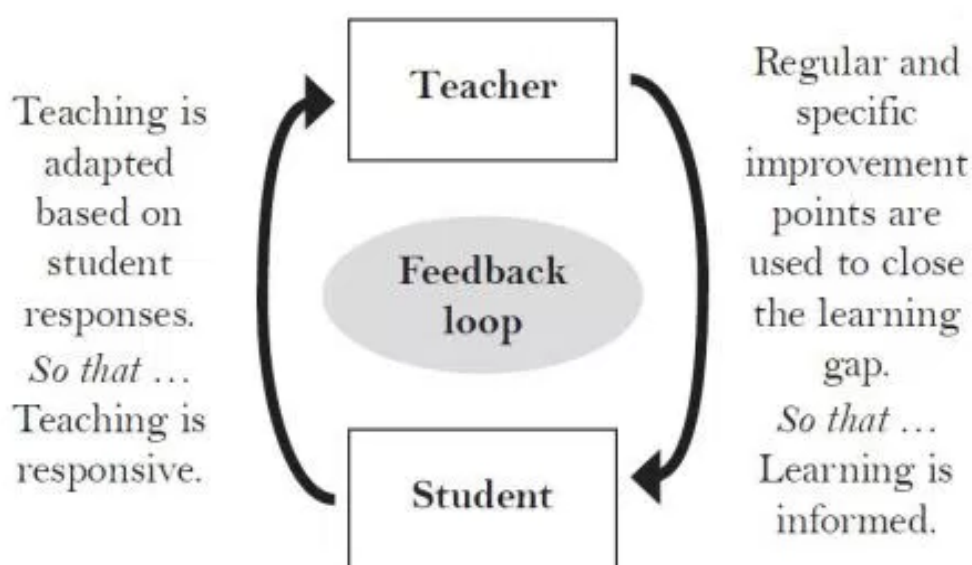 Teacher
Teaching is
adapted
based on
student
responses.
So that …
Teaching is
responsive.
Feedback
loop
Regular and
specific
improvement
points are
used to close
the learning
gap.
So that …
Learning is
informed.
Student